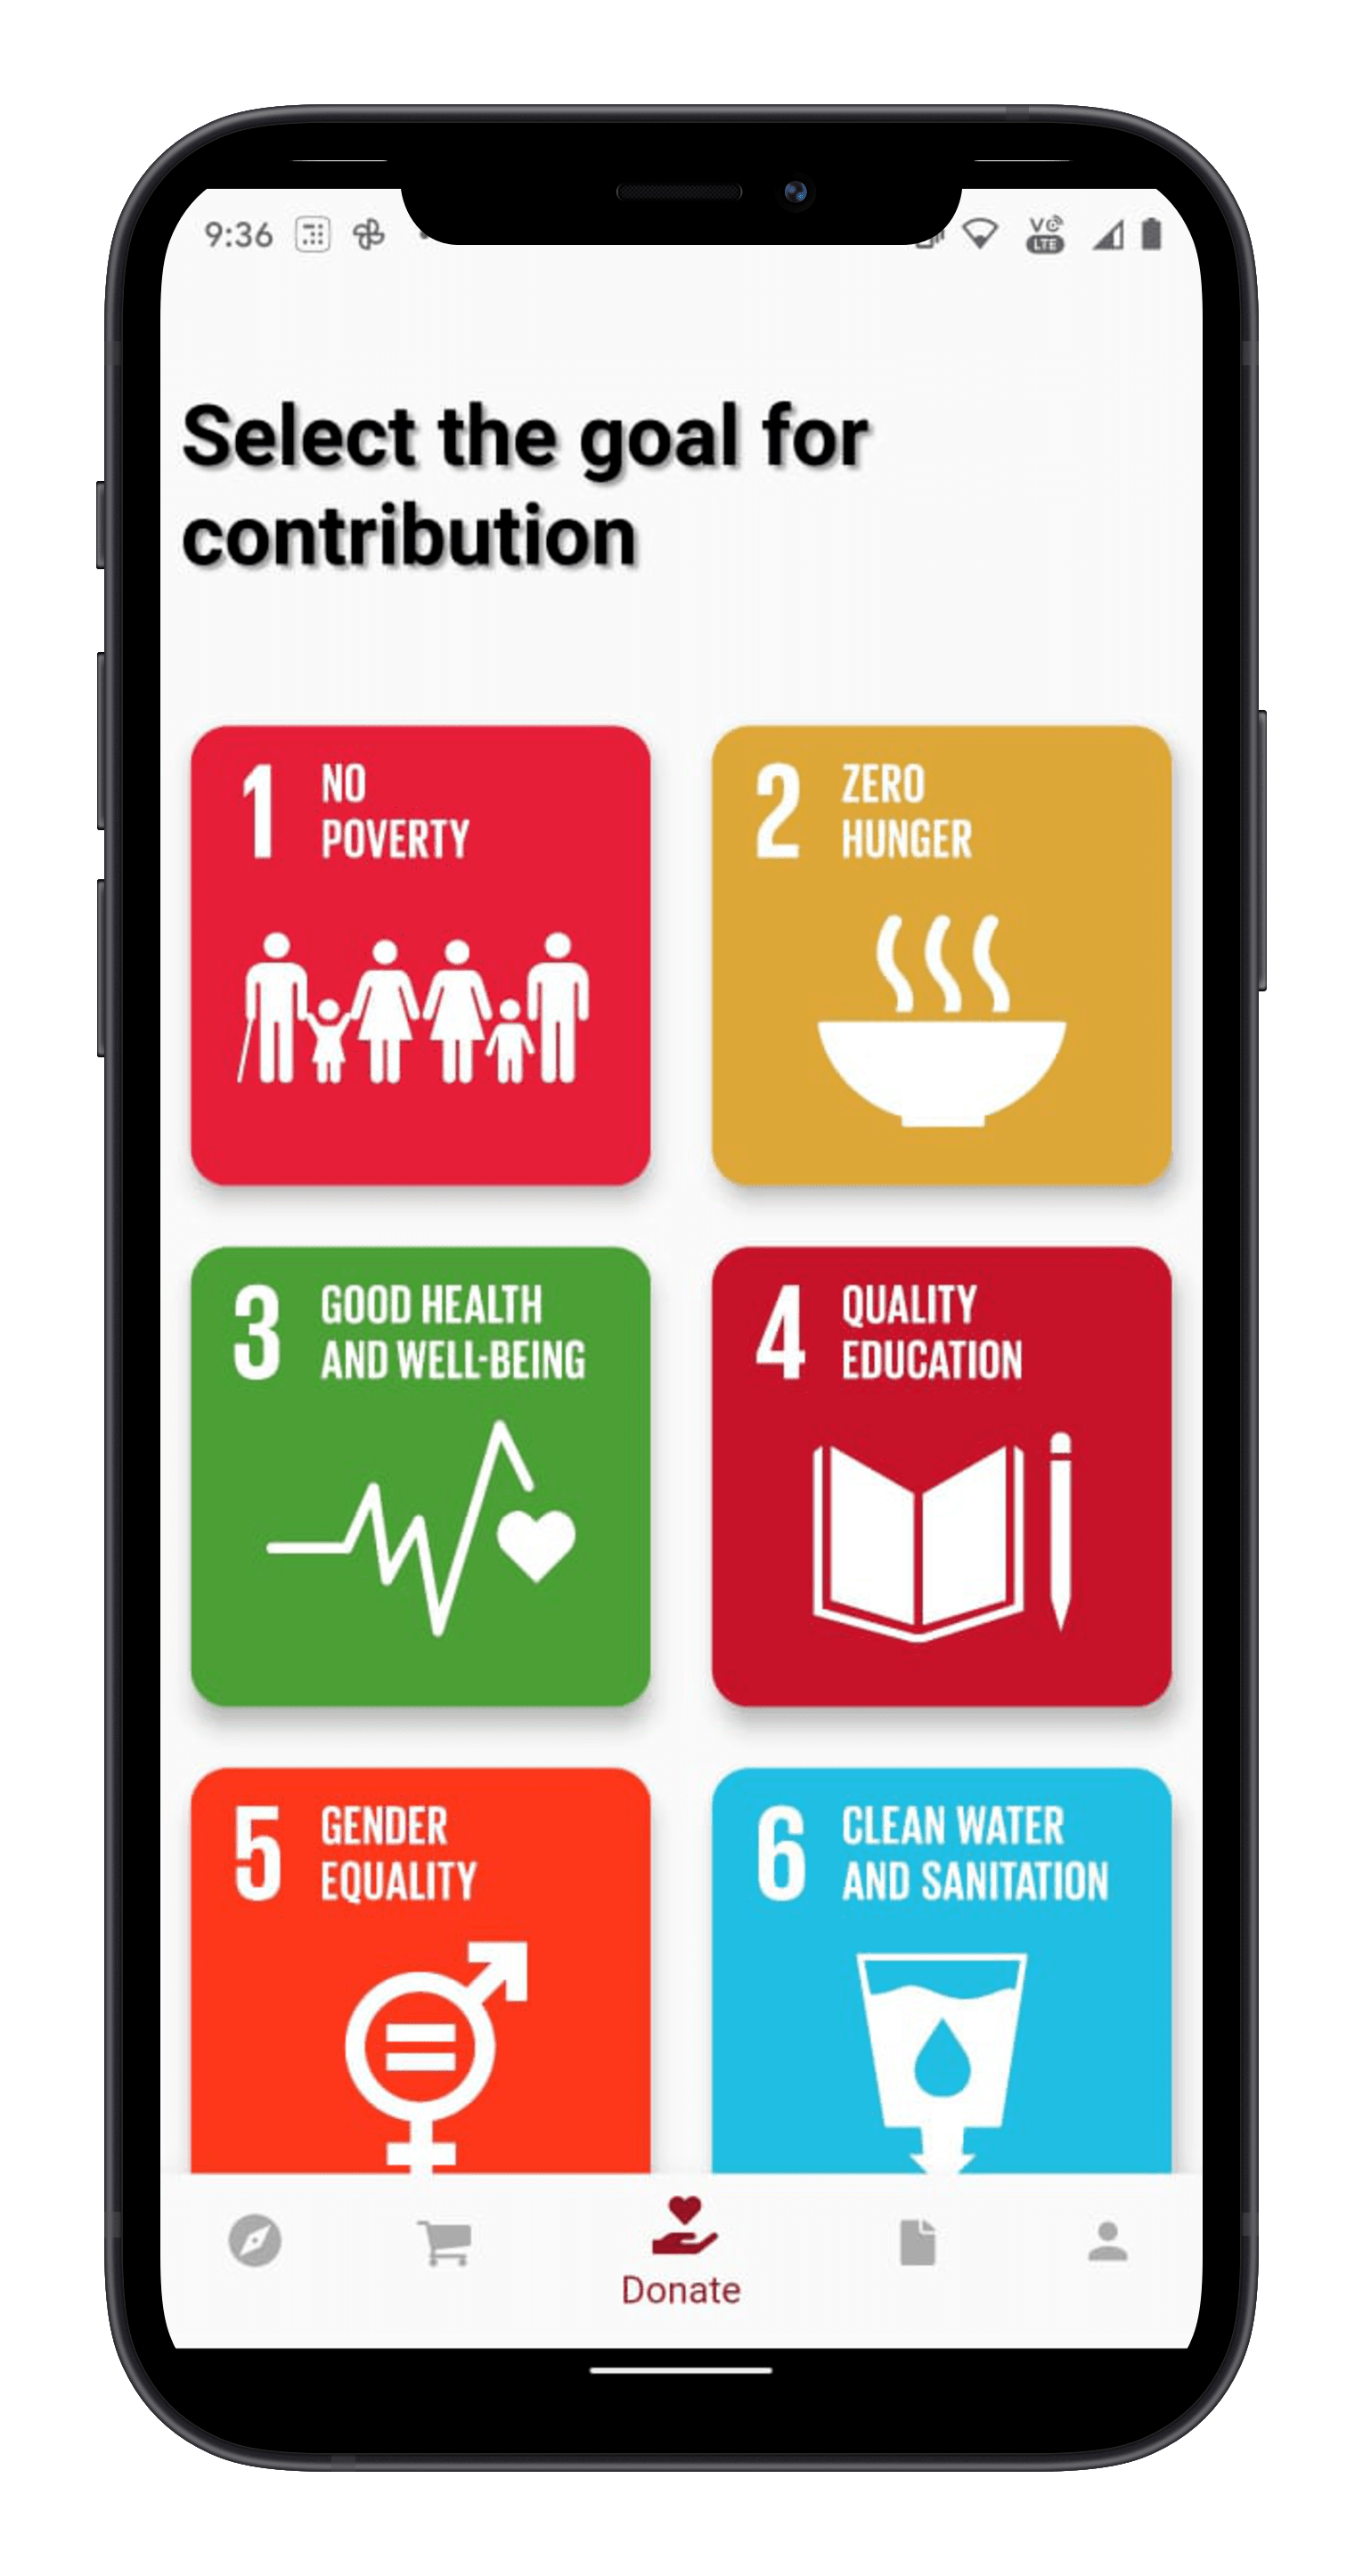 9:36
Vo
LTE
Select the goal for
contribution
1 NO
POVERTY
2 ZERO
HUNGER
3 GOOD HEALTH
AND WELL-BEING
4 QUALITY
EDUCATION
5 GENDER
EQUALITY
6 CLEAN WATER
AND SANITATION
Donate